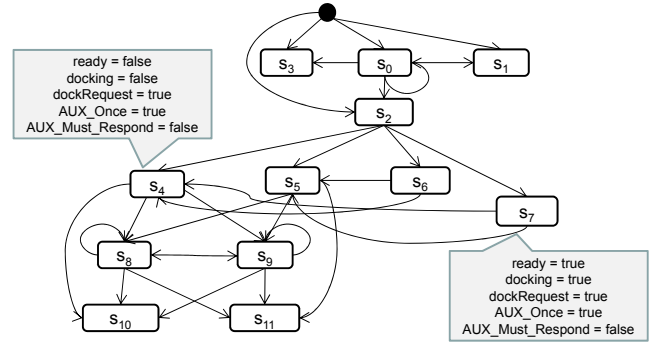 ready = false
docking = false
dockRequest = true
AUX_Once = true
AUX_Must_Respond = false
s3
s0
s1
s2
s4
s5
s6
s7
s8
s9
s10
s11
ready = true
docking = true
dockRequest = true
AUX_Once = true
AUX_Must_Respond = false